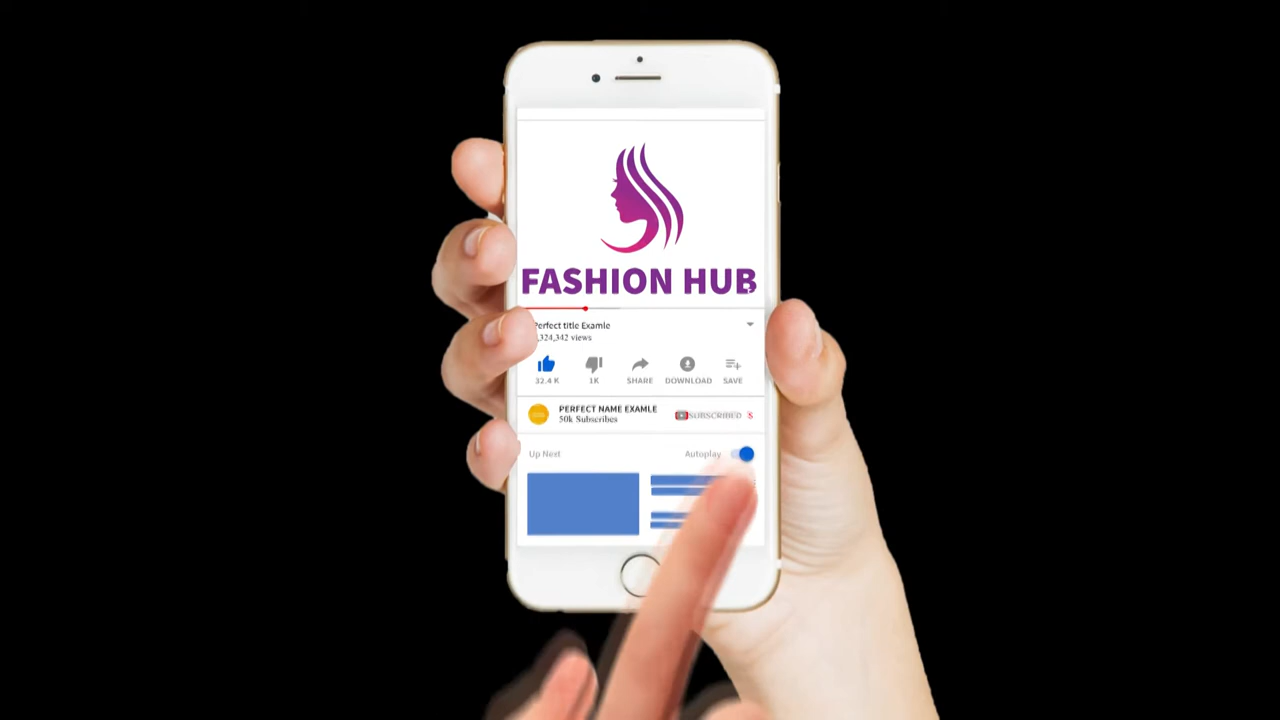 FASHION HUB
Perfect title Examle
,324,342 views
32.4 K 1K SHARE DOWNLOAD SAVE
PERFECT NAME EXAMLE
50k Subscribes
SUBSCRIBED
Up Next Autoplay